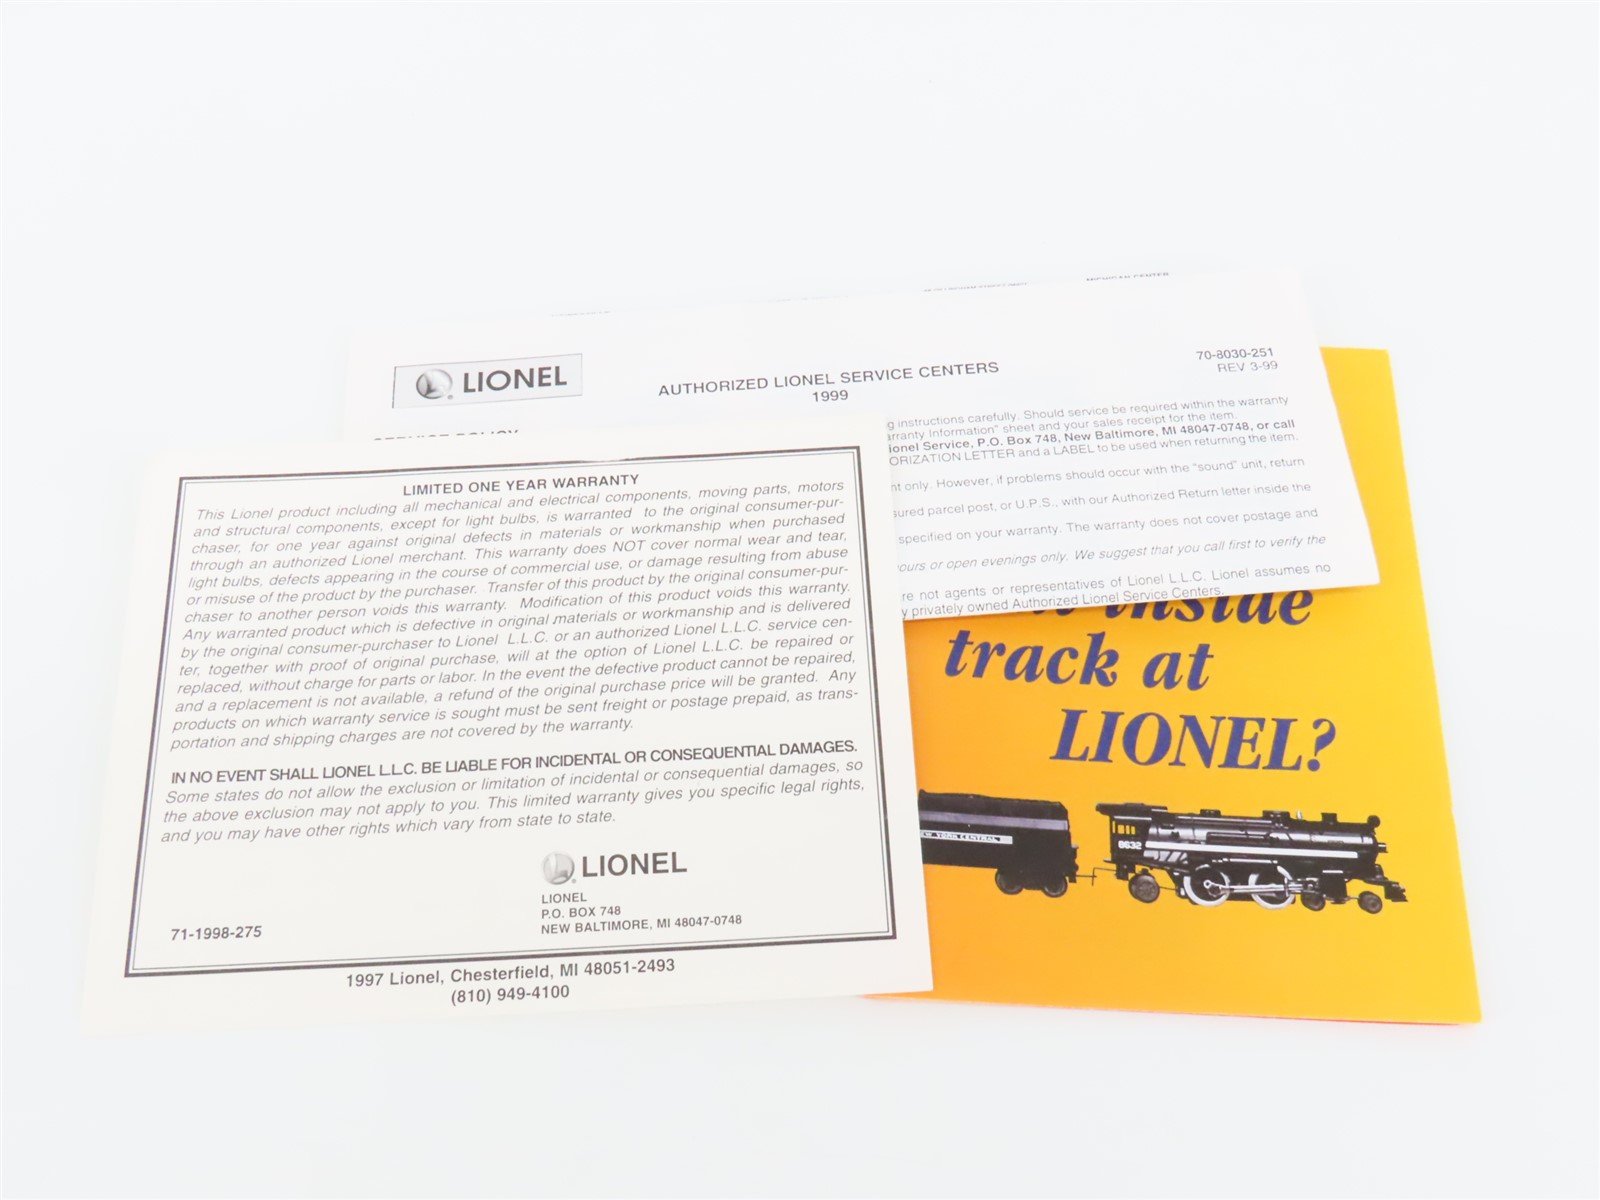 MICHIGAN CENTER
LIONEL
AUTHORIZED LIONEL SERVICE CENTERS
1999
70-8030-251
REV 3-99
SERVICE POLICY
g instructions carefully. Should service be required within the warranty
arranty Information" sheet and your sales receipt for the item.
ionel Service, P.O. Box 748, New Baltimore, MI 48047-0748, or call
ORIZATION LETTER and a LABEL to be used when returning the item.
nt only. However, if problems should occur with the "sound" unit, return
sured parcel post, or U.P.S., with our Authorized Return letter inside the
specified on your warranty. The warranty does not cover postage and
ours or open evenings only. We suggest that you call first to verify the
re not agents or representatives of Lionel L.L.C. Lionel assumes no
y privately owned Authorized Lionel Service Centers.
LIMITED ONE YEAR WARRANTY
This Lionel product including all mechanical and electrical components, moving parts, motors
and structural components, except for light bulbs, is warranted to the original consumer-pur-
chaser, for one year against original defects in materials or workmanship when purchased
through an authorized Lionel merchant. This warranty does NOT cover normal wear and tear,
light bulbs, defects appearing in the course of commercial use, or damage resulting from abuse
or misuse of the product by the purchaser. Transfer of this product by the original consumer-pur-
chaser to another person voids this warranty. Modification of this product voids this warranty.
Any warranted product which is defective in original materials or workmanship and is delivered
by the original consumer-purchaser to Lionel L.L.C. or an authorized Lionel L.L.C. service cen-
ter, together with proof of original purchase, will at the option of Lionel L.L.C. be repaired or
replaced, without charge for parts or labor. In the event the defective product cannot be repaired,
and a replacement is not available, a refund of the original purchase price will be granted. Any
products on which warranty service is sought must be sent freight or postage prepaid, as trans-
portation and shipping charges are not covered by the warranty.
IN NO EVENT SHALL LIONEL L.L.C. BE LIABLE FOR INCIDENTAL OR CONSEQUENTIAL DAMAGES.
Some states do not allow the exclusion or limitation of incidental or consequential damages, so
the above exclusion may not apply to you. This limited warranty gives you specific legal rights,
and you may have other rights which vary from state to state.
LIONEL
LIONEL
P.O. BOX 748
NEW BALTIMORE, MI 48047-0748
71-1998-275
1997 Lionel, Chesterfield, MI 48051-2493
(810) 949-4100
inside
track at
LIONEL?
EW YORK CENTRAL
8632